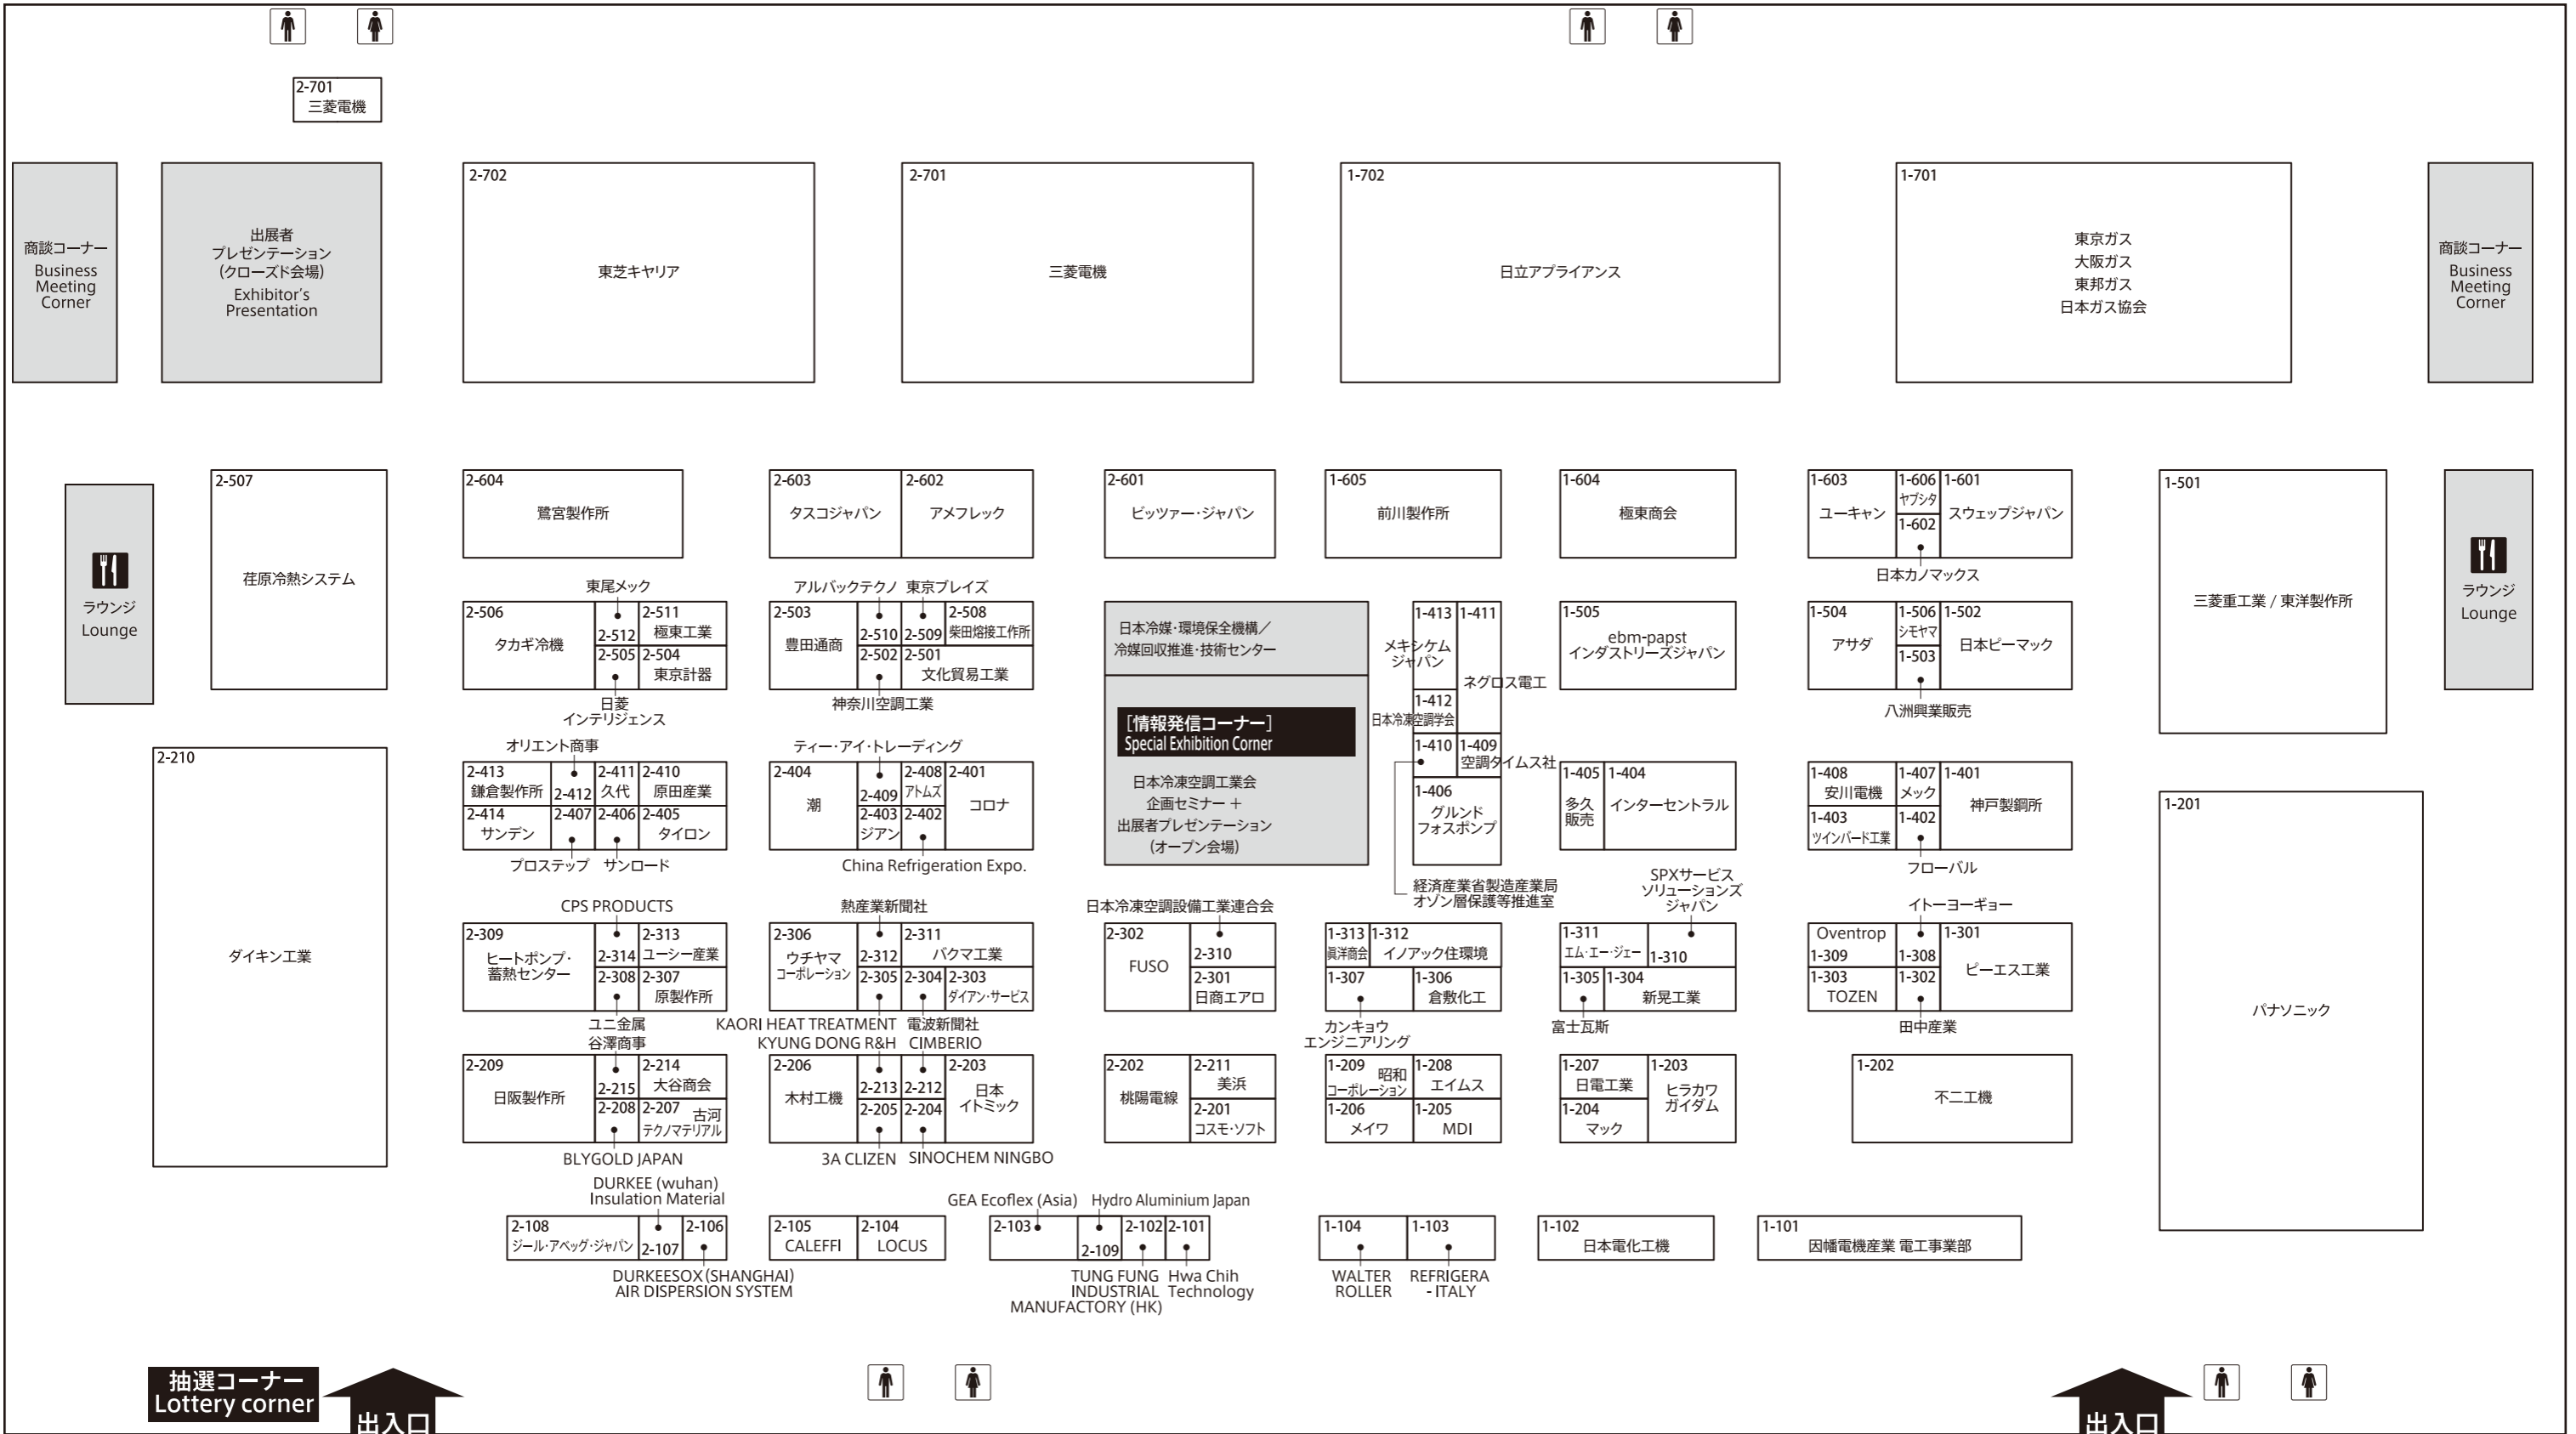 2-701
三菱電機
商談コーナー
Business
Meeting
Corner
出展者
プレゼンテーション
(クローズド会場)
Exhibitor's
Presentation
2-702
東芝キヤリア
2-701
三菱電機
1-702
日立アプライアンス
1-701
東京ガス
大阪ガス
東邦ガス
日本ガス協会
商談コーナー
Business
Meeting
Corner
ラウンジ
Lounge
2-507
荏原冷熱システム
2-604
鷺宮製作所
2-603
タスコジャパン
2-602
アメフレック
2-601
ビッツァー・ジャパン
1-605
前川製作所
1-604
極東商会
1-603
ユーキャン
1-606
ヤブシタ
1-602
日本カノマックス
1-601
スウェップジャパン
1-501
三菱重工業 / 東洋製作所
ラウンジ
Lounge
2-506
タカギ冷機
東尾メック
2-512
2-511
極東工業
2-505
日菱
インテリジェンス
2-504
東京計器
2-503
豊田通商
アルバックテクノ
2-510
東京ブレイズ
2-509
2-508
柴田熔接工作所
2-502
神奈川空調工業
2-501
文化貿易工業
日本冷媒・環境保全機構/
冷媒回収推進・技術センター
[情報発信コーナー]
Special Exhibition Corner
日本冷凍空調工業会
企画セミナー +
出展者プレゼンテーション
(オープン会場)
1-413
メキシケム
ジャパン
1-411
ネグロス電工
1-412
日本冷凍空調学会
1-410
経済産業省製造産業局
オゾン層保護等推進室
1-409
空調タイムス社
1-406
グルンド
フォスポンプ
1-505
ebm-papst
インダストリーズジャパン
1-504
アサダ
1-506
シモヤマ
1-503
八洲興業販売
1-502
日本ピーマック
2-210
ダイキン工業
2-413
鎌倉製作所
オリエント商事
2-412
2-411
久代
2-410
原田産業
2-414
サンデン
2-407
プロステップ
2-406
サンロード
2-405
タイロン
2-404
潮
ティー・アイ・トレーディング
2-409
2-408
アトムズ
2-401
コロナ
2-403
ジアン
2-402
China Refrigeration Expo.
1-405
多久
販売
1-404
インターセントラル
1-408
安川電機
1-407
メック
1-401
神戸製鋼所
1-403
ツインバード工業
1-402
フローバル
1-201
パナソニック
2-309
ヒートポンプ・
蓄熱センター
CPS PRODUCTS
2-314
2-313
ユーシー産業
2-308
ユニ金属
2-307
原製作所
2-306
ウチヤマ
コーポレーション
熱産業新聞社
2-312
2-311
バクマ工業
2-305
KAORI HEAT TREATMENT
2-304
電波新聞社
2-303
ダイアン・サービス
2-302
FUSO
日本冷凍空調設備工業連合会
2-310
2-301
日商エアロ
1-313
眞洋商会
1-312
イノアック住環境
1-307
カンキョウ
エンジニアリング
1-306
倉敷化工
1-311
エム・エー・ジェー
SPXサービス
ソリューションズ
ジャパン
1-310
1-305
富士瓦斯
1-304
新晃工業
Oventrop
1-309
イトーヨーギョー
1-308
1-301
ピーエス工業
1-303
TOZEN
1-302
田中産業
2-209
日阪製作所
谷澤商事
2-215
2-214
大谷商会
2-208
BLYGOLD JAPAN
2-207 古河
テクノマテリアル
2-206
木村工機
KYUNG DONG R&H
2-213
CIMBERIO
2-212
2-203
日本
イトミック
2-205
3A CLIZEN
2-204
SINOCHEM NINGBO
2-202
桃陽電線
2-211
美浜
2-201
コスモ・ソフト
1-209 昭和
コーポレーション
1-208
エイムス
1-206
メイワ
1-205
MDI
1-207
日電工業
1-203
ヒラカワ
ガイダム
1-204
マック
1-202
不二工機
2-108
ジール・アベッグ・ジャパン
DURKEE (wuhan)
Insulation Material
2-107
2-106
DURKEESOX (SHANGHAI)
AIR DISPERSION SYSTEM
2-105
CALEFFI
2-104
LOCUS
GEA Ecoflex (Asia)
2-103
Hydro Aluminium Japan
2-109
2-102
TUNG FUNG
INDUSTRIAL
MANUFACTORY (HK)
2-101
Hwa Chih
Technology
1-104
WALTER
ROLLER
1-103
REFRIGERA
- ITALY
1-102
日本電化工機
1-101
因幡電機産業 電工事業部
抽選コーナー
Lottery corner
出入口
出入口